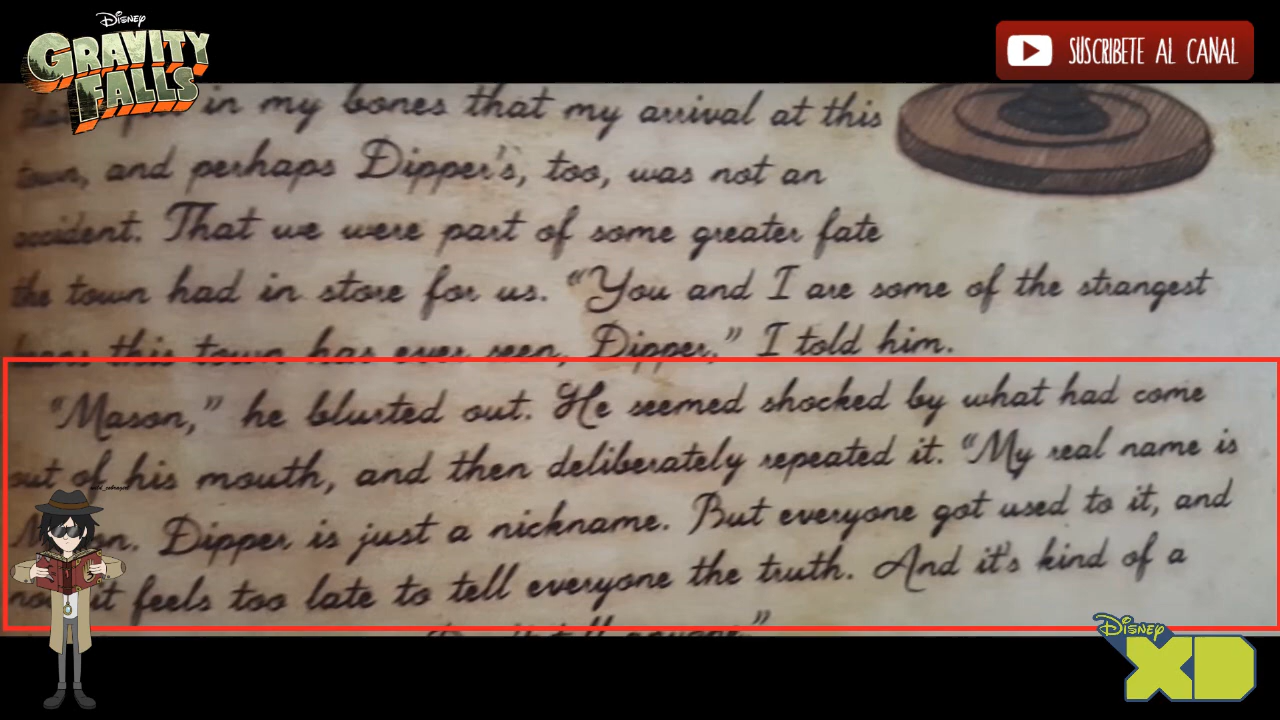 Disney
GRAVITY
FALLS
SUSCRIBETE AL CANAL
in my bones that my arrival at this
town, and perhaps Dipper's, too, was not an
accident. That we were part of some greater fate
the town had in store for us. "You and I are some of the strangest
this town has ever seen, Dipper," I told him.
"Mason," he blurted out. He seemed shocked by what had come
out of his mouth, and then deliberately repeated it. "My real name is
Dipper is just a nickname. But everyone got used to it, and
it feels too late to tell everyone the truth. And it's kind of a
Disney
XD